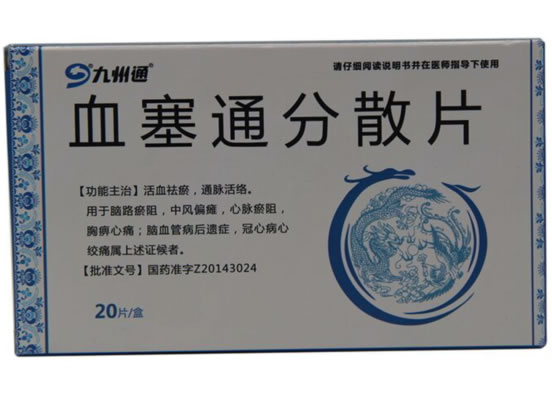 九州通
请仔细阅读说明书并在医师指导下使用
血塞通分散片
【功能主治】活血祛瘀，通脉活络。
用于脑路瘀阻，中风偏瘫，心脉瘀阻，
胸痹心痛；脑血管病后遗症，冠心病心
绞痛属上述证候者。
【批准文号】国药准字Z20143024
20片/盒